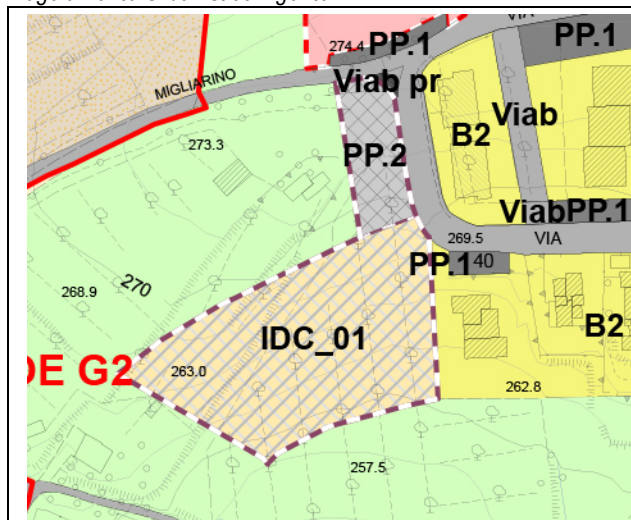 VIA
274.4 PP.1
PP.1
Viab pr
MIGLIARINO
Viab
B2
273.3
PP.2
ViabPP.1
269.5
VIA
PP.1
40
270
268.9
IDC_01
B2
DE G2
263.0
262.8
257.5